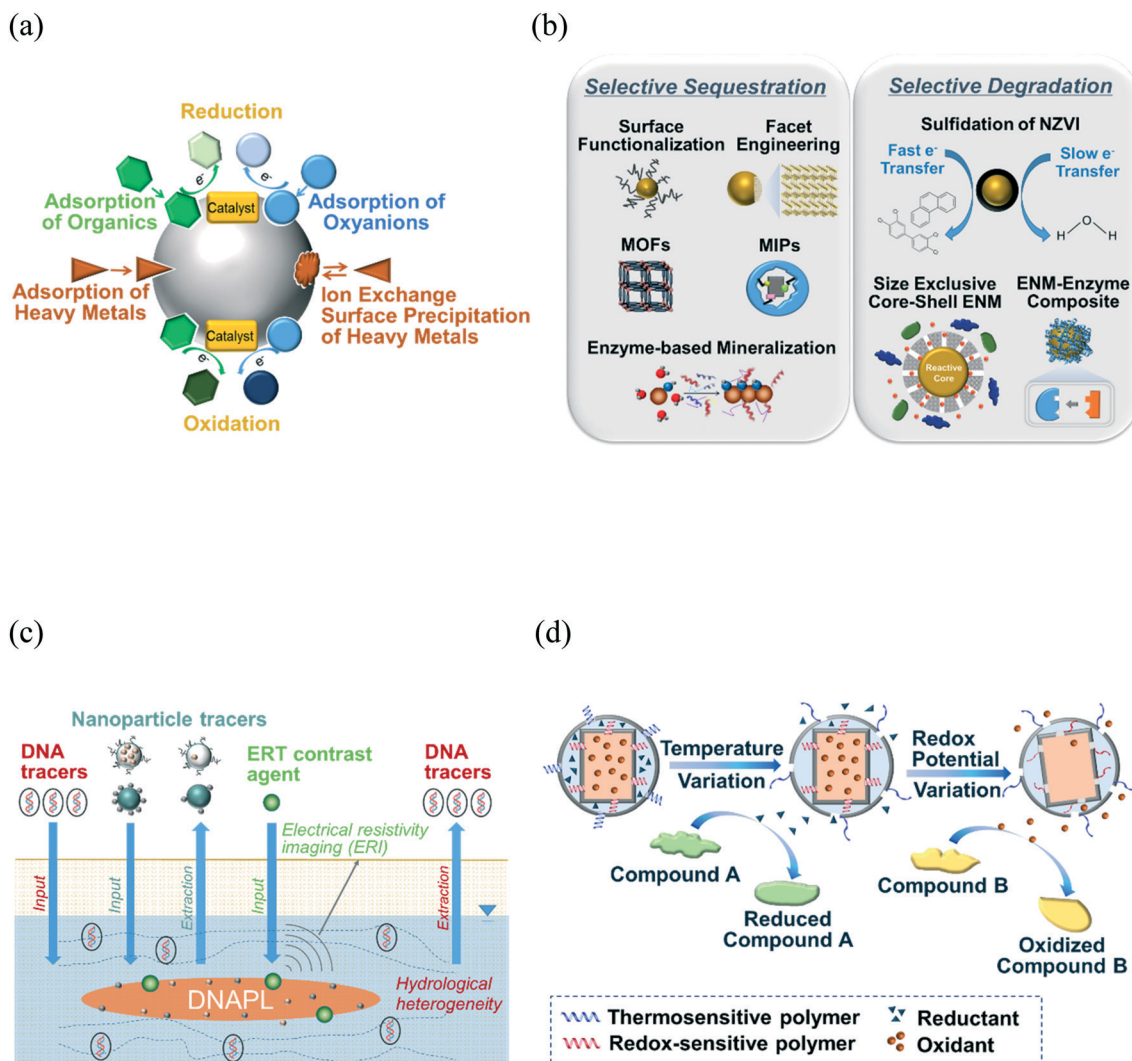 (a)
Reduction
e-
e-
Adsorption
of Organics
Catalyst
Adsorption of
Oxyanions
Adsorption of
Heavy Metals
Ion Exchange
Surface Precipitation
of Heavy Metals
Catalyst
e-
e-
Oxidation
(b)
Selective Sequestration
Surface
Functionalization
Facet
Engineering
MOFs
MIPs
Enzyme-based Mineralization
Selective Degradation
Sulfidation of NZVI
Fast e-
Transfer
Slow e-
Transfer
Cl
Cl
Cl
Cl
H O H
Size Exclusive
Core-Shell ENM
ENM-Enzyme
Composite
Reactive
Core
(c)
Nanoparticle tracers
DNA
tracers
ERT contrast
agent
DNA
tracers
Electrical resistivity
imaging (ERI)
Input
Input
Extraction
Input
Extraction
DNAPL
Hydrological
heterogeneity
(d)
Temperature
Variation
Redox
Potential
Variation
Compound A
Reduced
Compound A
Compound B
Oxidized
Compound B
Thermosensitive polymer
Reductant
Redox-sensitive polymer
Oxidant